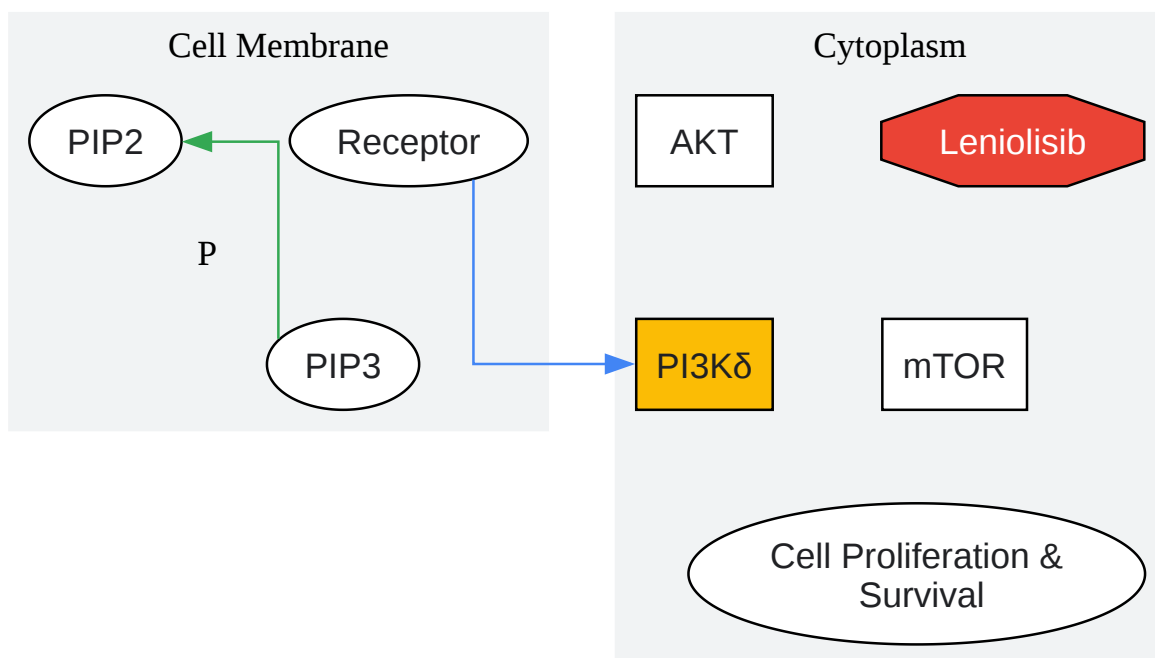 Cell Membrane
PIP2
Receptor
P
PIP3
Cytoplasm
AKT
Leniolisib
PI3Kδ
mTOR
Cell Proliferation &
Survival